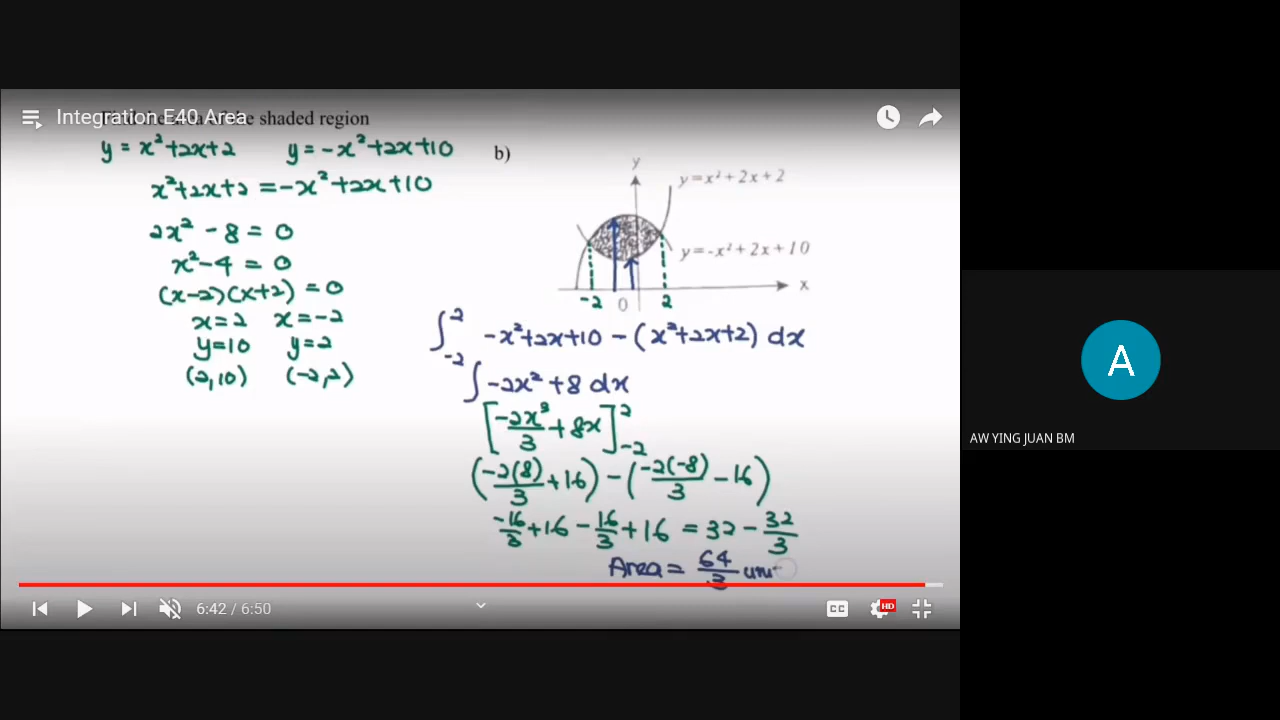 Integration E40 Area
the shaded region
y = x²+2x+2 y = -x²+2x+10
x²+2x+2 = -x²+2x+10
2x² - 8 = 0
x²-4 = 0
(x-2)(x+2) = 0
x=2 x=-2
y=10 y=2
(2,10) (-2,2)
b)
y
y=x²+2x+2
y=-x²+2x+10
x
-2 0 2
∫₋₂² -x²+2x+10 - (x²+2x+2) dx
∫ -2x² + 8 dx
[-2x³/3 + 8x]₋₂²
(-2(8)/3 + 16) - (-2(-8)/3 - 16)
-16/3 + 16 - 16/3 + 16 = 32 - 32/3
Area = 64/3
6:42 / 6:50
CC
HD
A
AW YING JUAN BM